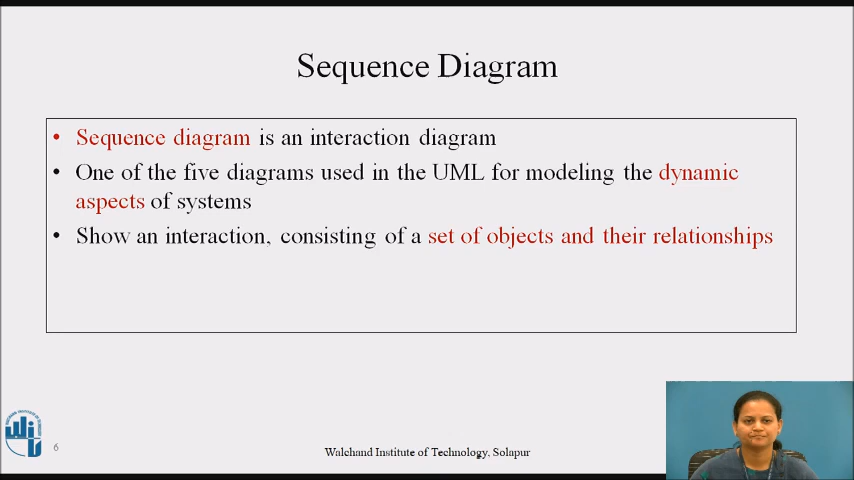 Sequence Diagram
• Sequence diagram is an interaction diagram
• One of the five diagrams used in the UML for modeling the dynamic
aspects of systems
• Show an interaction, consisting of a set of objects and their relationships
6
Walchand Institute of Technology, Solapur